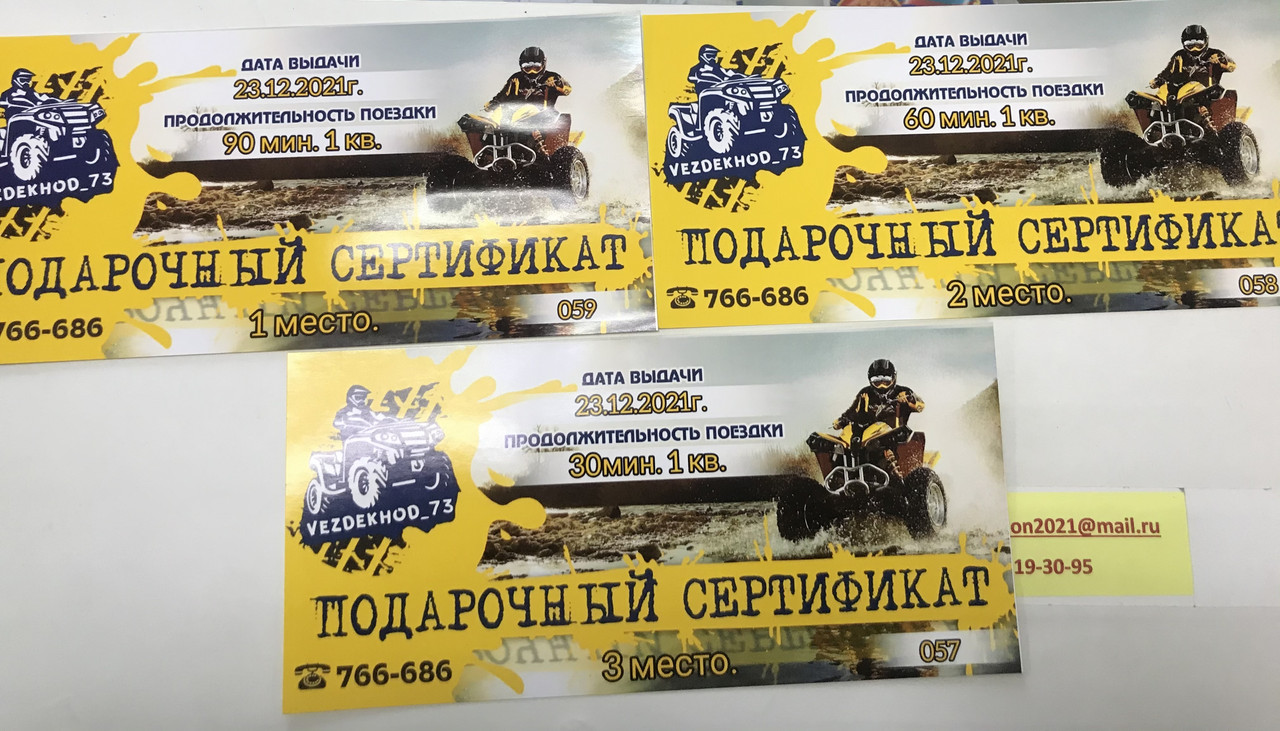 ДАТА ВЫДАЧИ
23.12.2021г.
ПРОДОЛЖИТЕЛЬНОСТЬ ПОЕЗДКИ
90 мин. 1 кв.
VEZDEKHOD_73
ПОДАРОЧНЫЙ СЕРТИФИКАТ
059
766-686
1 место.
ДАТА ВЫДАЧИ
23.12.2021г.
ПРОДОЛЖИТЕЛЬНОСТЬ ПОЕЗДКИ
60 мин. 1 кв.
VEZDEKHOD_73
ПОДАРОЧНЫЙ СЕРТИФИКА
058
766-686
2 место.
ДАТА ВЫДАЧИ
23.12.2021г.
ПРОДОЛЖИТЕЛЬНОСТЬ ПОЕЗДКИ
30мин. 1 кв.
VEZDEKHOD_73
ПОДАРОЧНЫЙ СЕРТИФИКАТ
057
766-686
3 место.
on2021@mail.ru
19-30-95